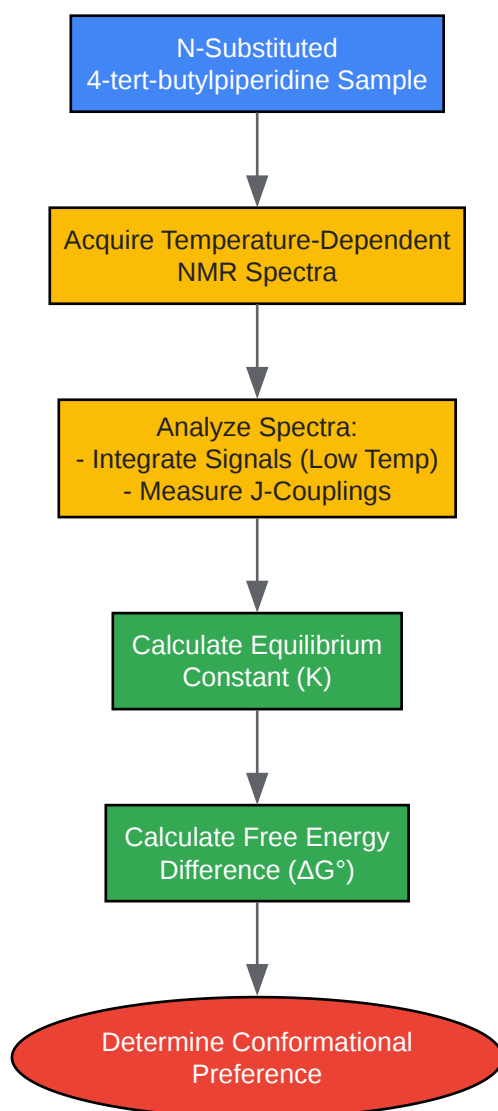 N-Substituted
4-tert-butylpiperidine Sample
Acquire Temperature-Dependent
NMR Spectra
Analyze Spectra:
- Integrate Signals (Low Temp)
- Measure J-Couplings
Calculate Equilibrium
Constant (K)
Calculate Free Energy
Difference (ΔG°)
Determine Conformational
Preference